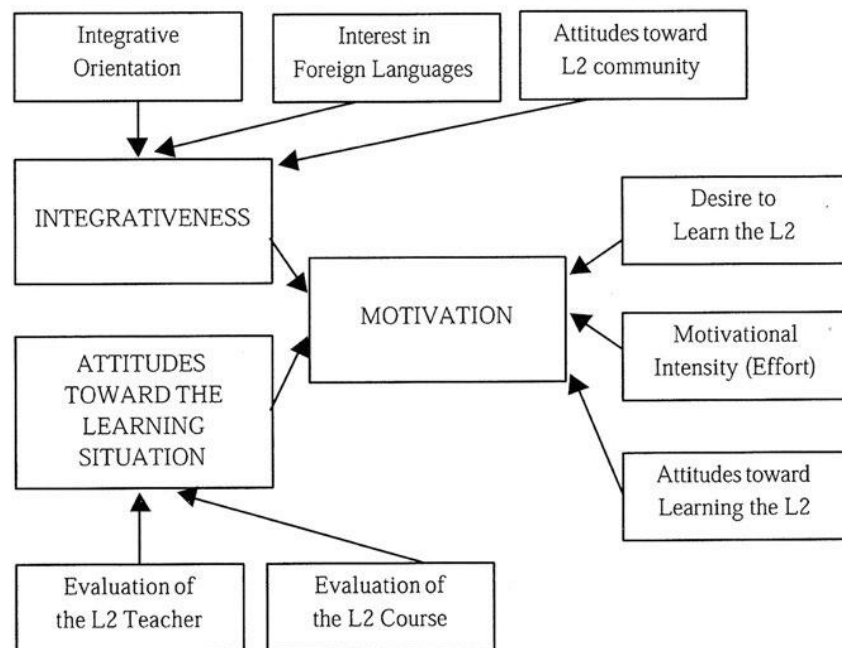 Integrative
Orientation
Interest in
Foreign Languages
Attitudes toward
L2 community
INTEGRATIVENESS
Desire to
Learn the L2
MOTIVATION
Motivational
Intensity (Effort)
ATTITUDES
TOWARD THE
LEARNING
SITUATION
Attitudes toward
Learning the L2
Evaluation of
the L2 Teacher
Evaluation of
the L2 Course